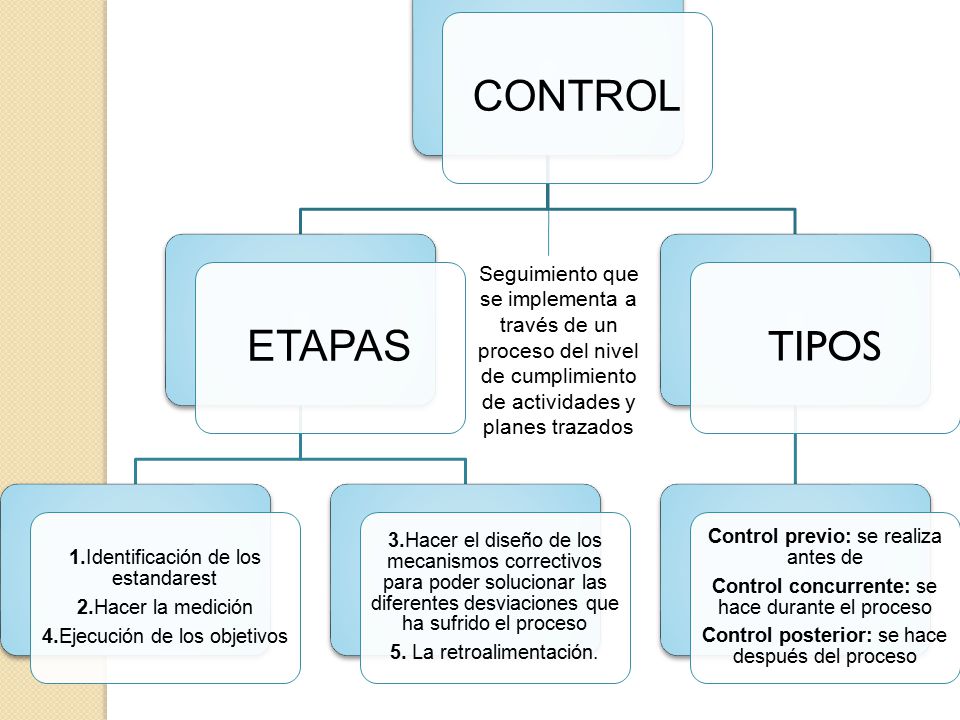 CONTROL
ETAPAS
Seguimiento que
se implementa a
través de un
proceso del nivel
de cumplimiento
de actividades y
planes trazados
TIPOS
1.Identificación de los
estandarest
2.Hacer la medición
4.Ejecución de los objetivos
3.Hacer el diseño de los
mecanismos correctivos
para poder solucionar las
diferentes desviaciones que
ha sufrido el proceso
5. La retroalimentación.
Control previo: se realiza
antes de
Control concurrente: se
hace durante el proceso
Control posterior: se hace
después del proceso